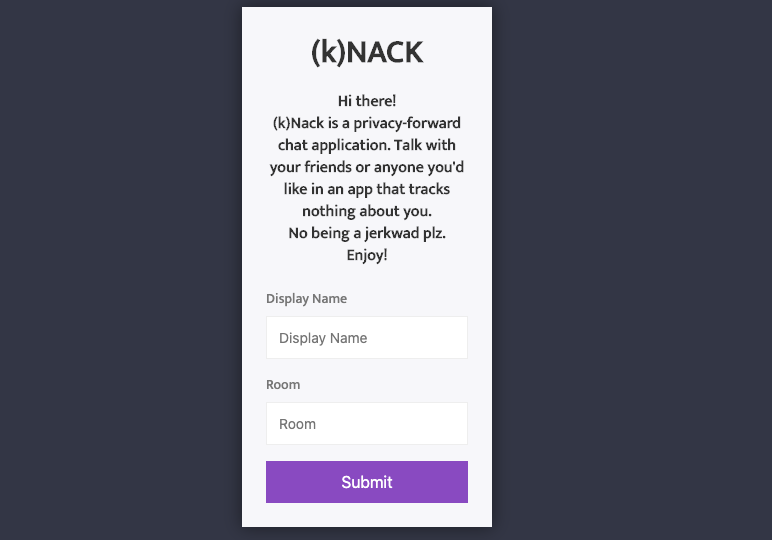 (k)NACK
Hi there!
(k)Nack is a privacy-forward
chat application. Talk with
your friends or anyone you'd
like in an app that tracks
nothing about you.
No being a jerkwad plz.
Enjoy!
Display Name
Display Name
Room
Room
Submit